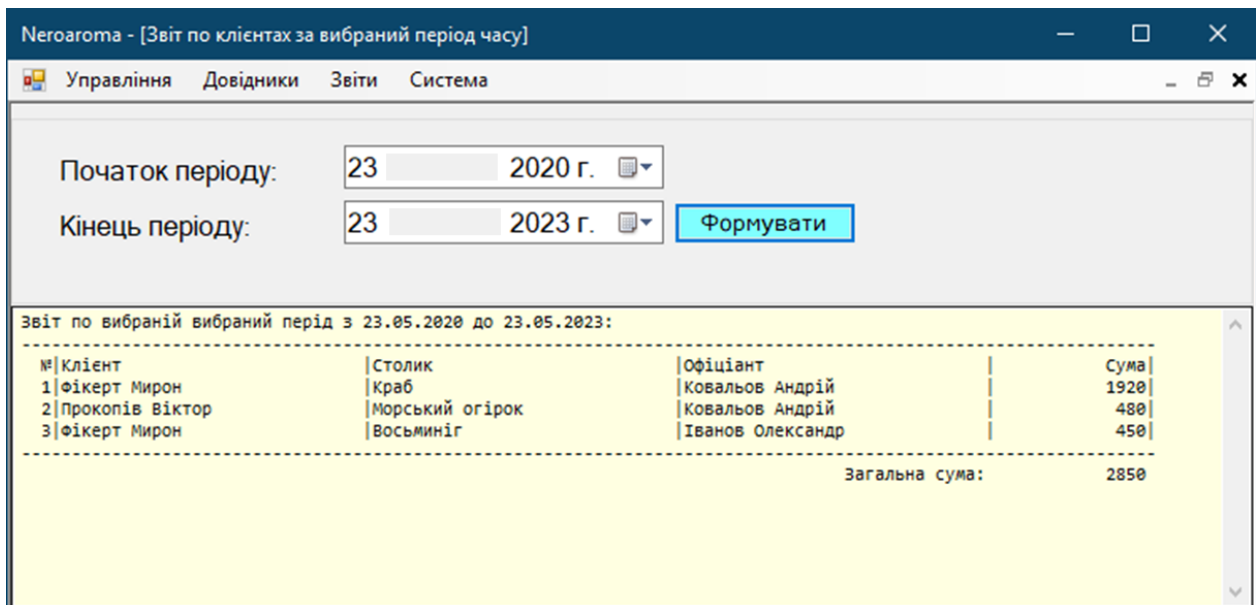 Neroaroma - [Звіт по клієнтах за вибраний період часу]
Управління Довідники Звіти Система
Початок періоду: 23 2020 г.
Кінець періоду: 23 2023 г. Формувати
Звіт по вибраній вибраний перід з 23.05.2020 до 23.05.2023:
------------------------------------------------------------
№|Клієнт |Столик |Офіціант | Сума|
1|Фікерт Мирон |Краб |Ковальов Андрій | 1920|
2|Прокопів Віктор |Морський огірок |Ковальов Андрій | 480|
3|Фікерт Мирон |Восьминіг |Іванов Олександр | 450|
------------------------------------------------------------
Загальна сума: 2850